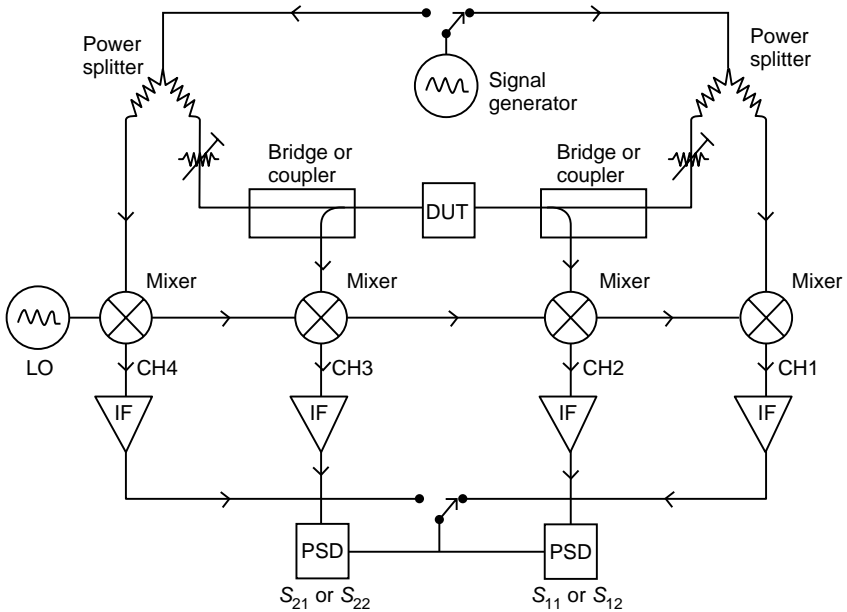 Power
splitter
Signal
generator
Power
splitter
Bridge or
coupler
DUT
Bridge or
coupler
Mixer
Mixer
Mixer
Mixer
LO
CH4
CH3
CH2
CH1
IF
IF
IF
IF
PSD
PSD
S21 or S22
S11 or S12